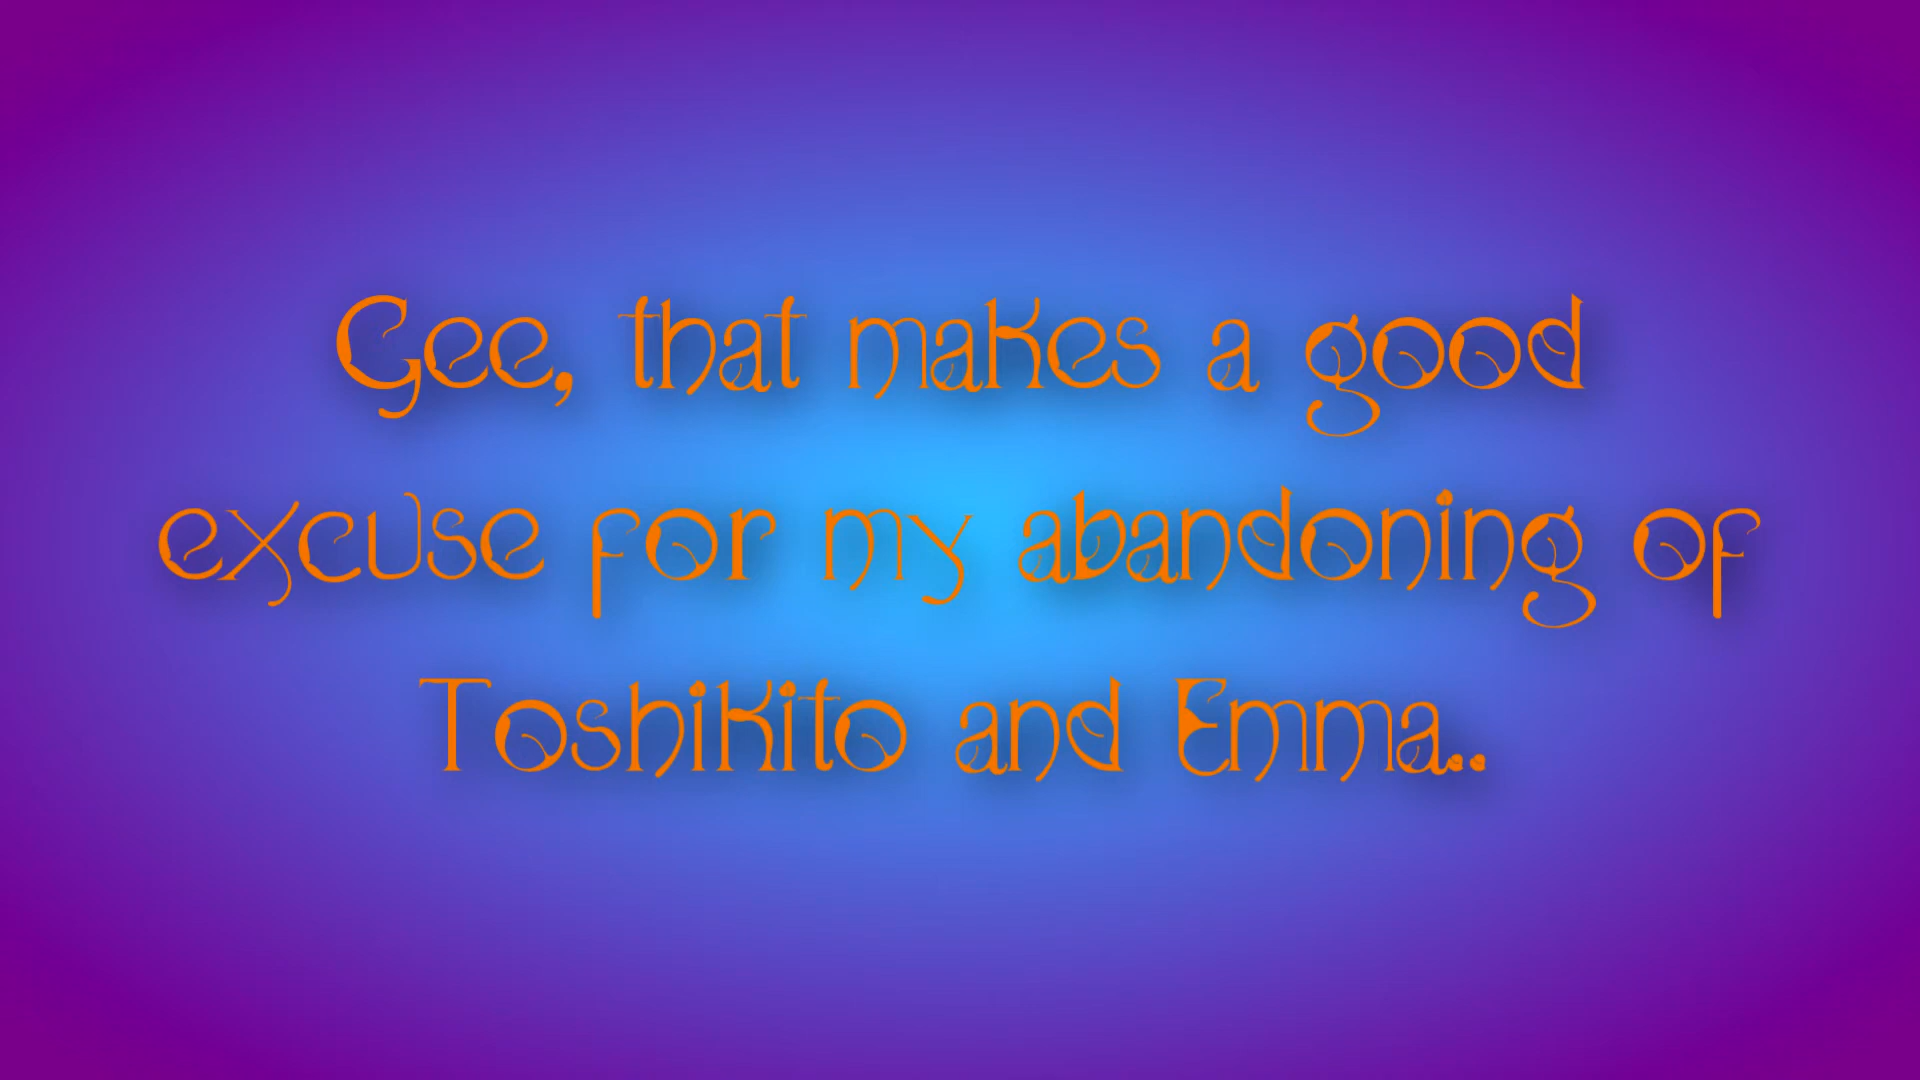 Gee, that makes a good
excuse for my abandoning of
Toshikito and Emma..